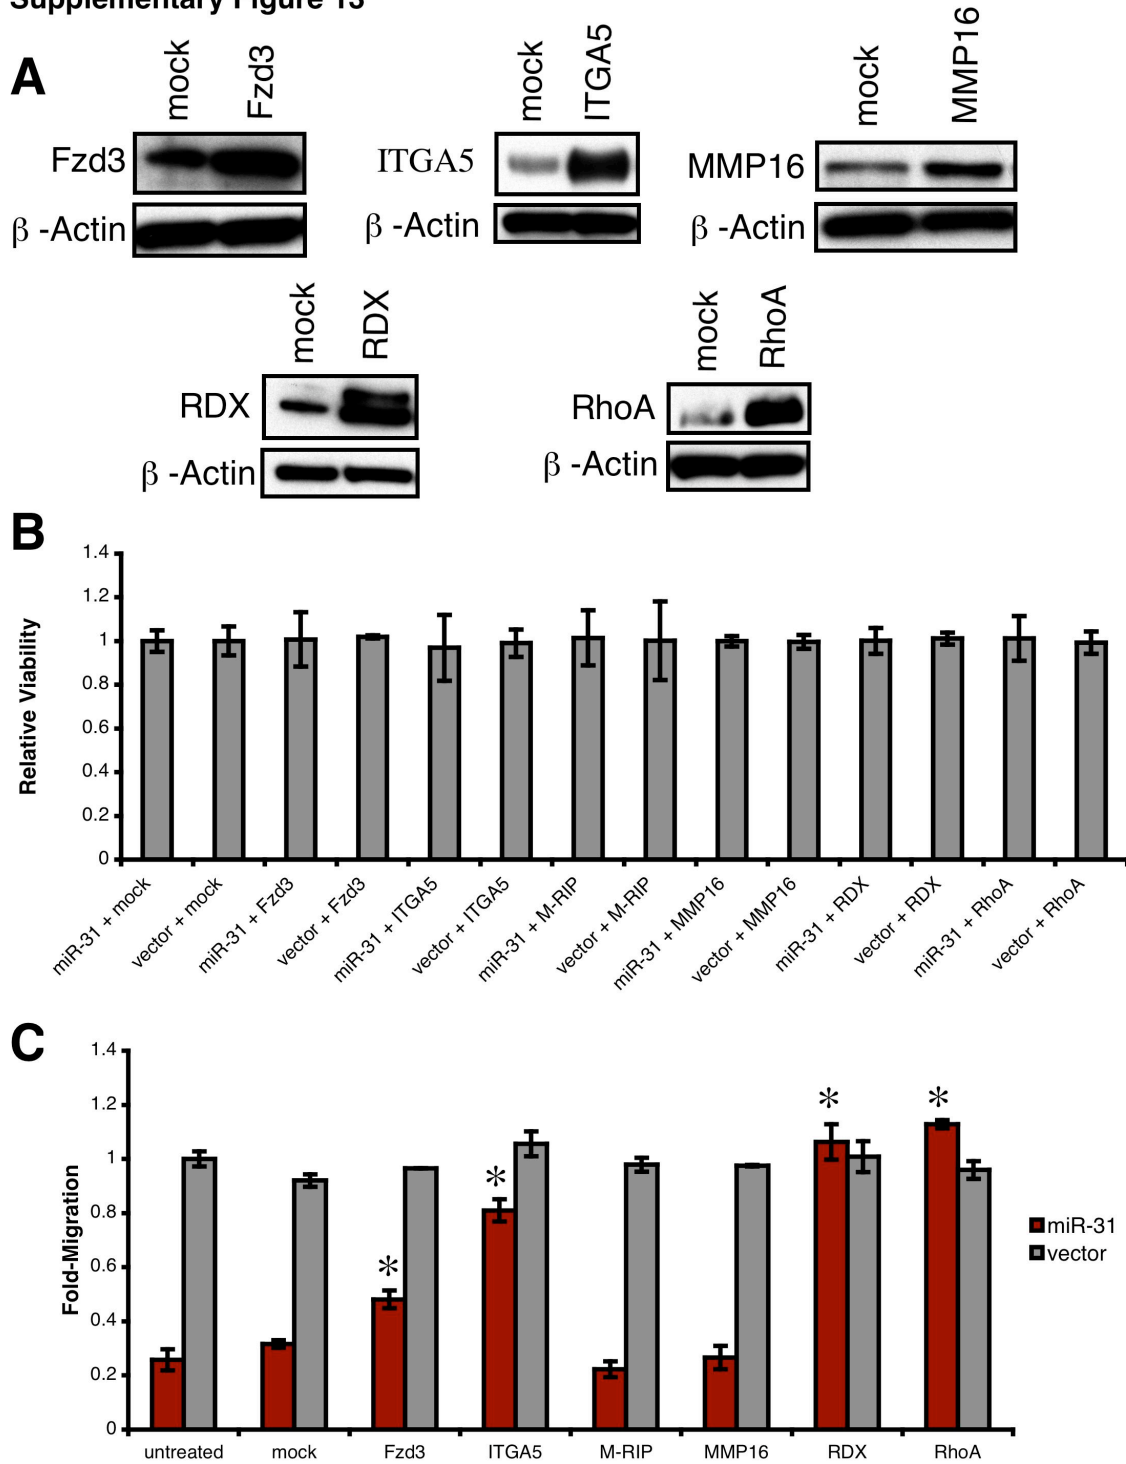 Supplementary Figure 13
A
mock
Fzd3
mock
ITGA5
mock
MMP16
Fzd3
ITGA5
MMP16
β -Actin
β -Actin
β -Actin
mock
RDX
mock
RhoA
RDX
RhoA
β -Actin
β -Actin
B
Relative Viability
1.4
1.2
1
0.8
0.6
0.4
0.2
0
miR-31 + mock
vector + mock
miR-31 + Fzd3
vector + Fzd3
miR-31 + ITGA5
vector + ITGA5
miR-31 + M-RIP
vector + M-RIP
miR-31 + MMP16
vector + MMP16
miR-31 + RDX
vector + RDX
miR-31 + RhoA
vector + RhoA
C
Fold-Migration
1.4
1.2
1
0.8
0.6
0.4
0.2
0
* * * *
miR-31
vector
untreated mock Fzd3 ITGA5 M-RIP MMP16 RDX RhoA